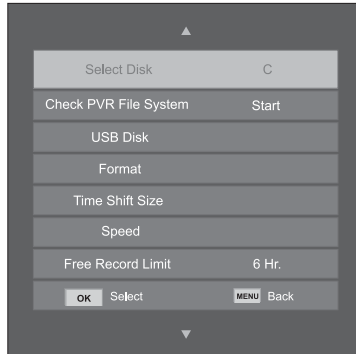 Select Disk C
Check PVR File System Start
USB Disk
Format
Time Shift Size
Speed
Free Record Limit 6 Hr.
OK Select MENU Back